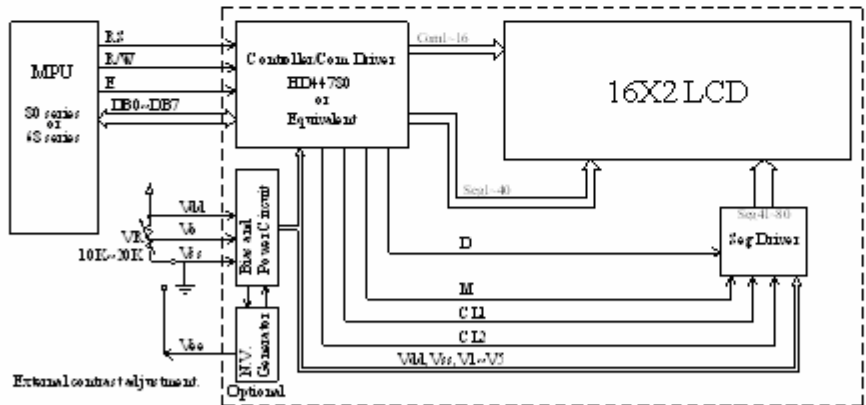 MPU
80 series
or
68 series
RS
R/W
E
DB0~DB7
Controller/Com Driver
HD44780
or
Equivalent
Com1~16
16X2 LCD
Seg1~40
Seg41~80
Seg Driver
D
M
CL1
CL2
Vdd, Vss, V1~V5
Vdd
Vo
VR
10K~20K
Vss
Bias and
Power Circuit
Vee
N.V.
Generator
Optional
External contrast adjustment.